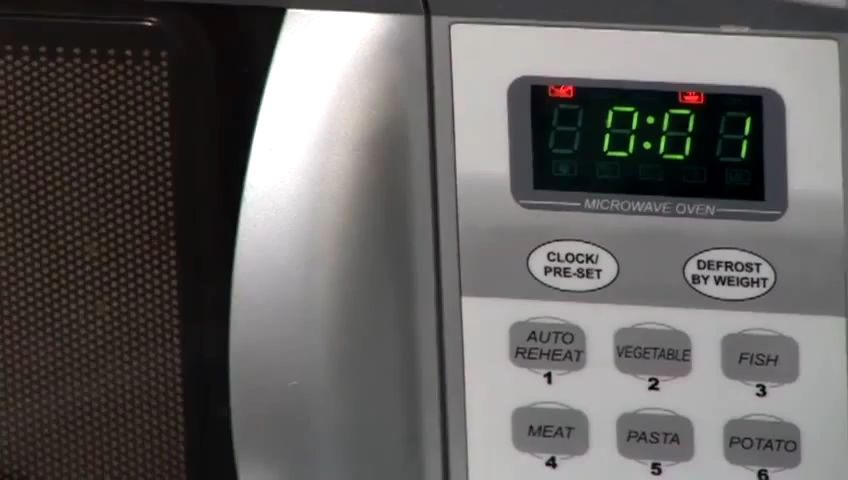 0:01
MICROWAVE OVEN
CLOCK/
PRE-SET
DEFROST
BY WEIGHT
AUTO
REHEAT
VEGETABLE
FISH
1
2
3
MEAT
PASTA
POTATO
4
5
6